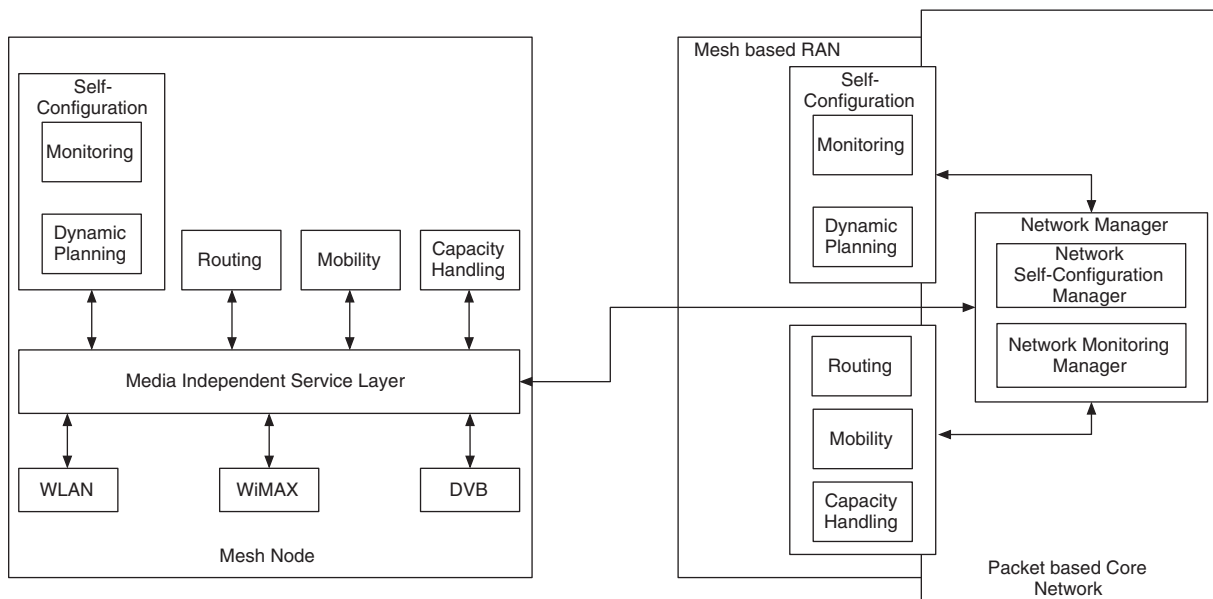 Self-
Configuration
Monitoring
Dynamic
Planning
Routing
Mobility
Capacity
Handling
Media Independent Service Layer
WLAN
WiMAX
DVB
Mesh Node
Mesh based RAN
Self-
Configuration
Monitoring
Dynamic
Planning
Routing
Mobility
Capacity
Handling
Network Manager
Network
Self-Configuration
Manager
Network Monitoring
Manager
Packet based Core
Network